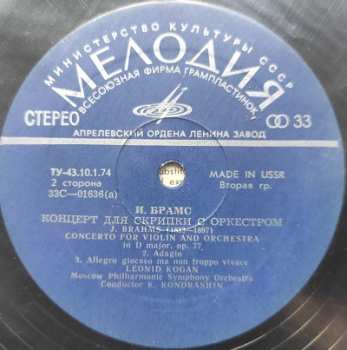 МИНИСТЕРСТВО КУЛЬТУРЫ СССР
МЕЛОДИЯ
ВСЕСОЮЗНАЯ ФИРМА ГРАМПЛАСТИНОК
СТЕРЕО
33
АПРЕЛЕВСКИЙ ОРДЕНА ЛЕНИНА ЗАВОД
ТУ-43.10.1.74
MADE IN USSR
2 сторона
Вторая гр.
33С—01636(а)
И. БРАМС
КОНЦЕРТ ДЛЯ СКРИПКИ С ОРКЕСТРОМ
J. BRAHMS (1833—1897)
CONCERTO FOR VIOLIN AND ORCHESTRA
in D major, op. 77
2. Adagio
3. Allegro giocoso ma non troppo vivace
LEONID KOGAN
Moscow Philharmonic Symphony Orchestra
Conductor K. KONDRASHIN